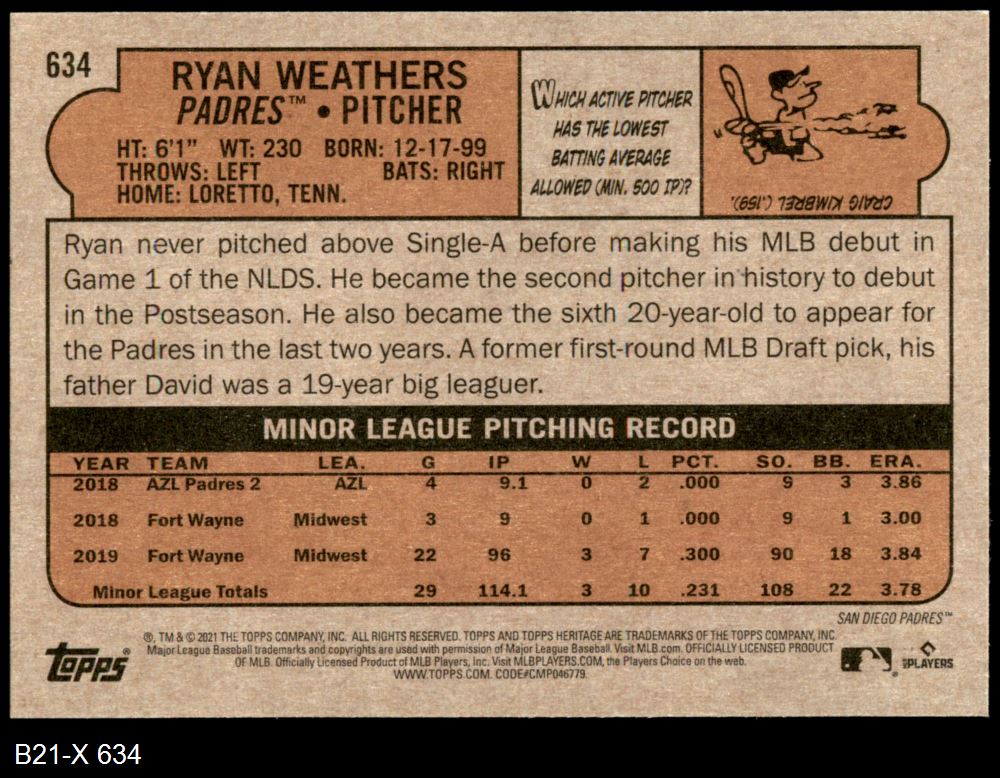 634
RYAN WEATHERS
PADRES™ • PITCHER
HT: 6'1" WT: 230 BORN: 12-17-99
THROWS: LEFT BATS: RIGHT
HOME: LORETTO, TENN.
WHICH ACTIVE PITCHER
HAS THE LOWEST
BATTING AVERAGE
ALLOWED (MIN. 500 IP)?
CRAIG KIMBREL (.159).
Ryan never pitched above Single-A before making his MLB debut in
Game 1 of the NLDS. He became the second pitcher in history to debut
in the Postseason. He also became the sixth 20-year-old to appear for
the Padres in the last two years. A former first-round MLB Draft pick, his
father David was a 19-year big leaguer.
MINOR LEAGUE PITCHING RECORD
YEAR TEAM LEA. G IP W L PCT. SO. BB. ERA.
2018 AZL Padres 2 AZL 4 9.1 0 2 .000 9 3 3.86
2018 Fort Wayne Midwest 3 9 0 1 .000 9 1 3.00
2019 Fort Wayne Midwest 22 96 3 7 .300 90 18 3.84
Minor League Totals 29 114.1 3 10 .231 108 22 3.78
SAN DIEGO PADRES™
®, TM & © 2021 THE TOPPS COMPANY, INC. ALL RIGHTS RESERVED. TOPPS AND TOPPS HERITAGE ARE TRADEMARKS OF THE TOPPS COMPANY, INC.
Major League Baseball trademarks and copyrights are used with permission of Major League Baseball. Visit MLB.com. OFFICIALLY LICENSED PRODUCT
OF MLB. Officially Licensed Product of MLB Players, Inc. Visit MLBPLAYERS.COM, the Players Choice on the web.
WWW.TOPPS.COM. CODE#CMP046779.
topps®
MLB PLAYERS
B21-X 634